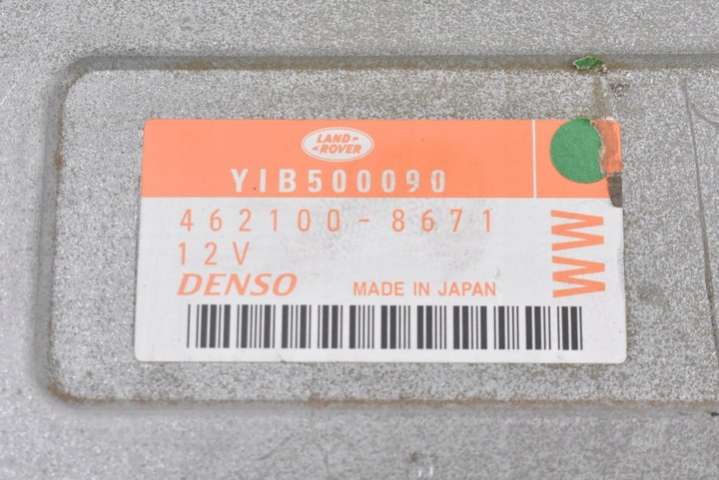 LAND-
-ROVER
YIB500090
462100-8671
12V
DENSO MADE IN JAPAN
WW